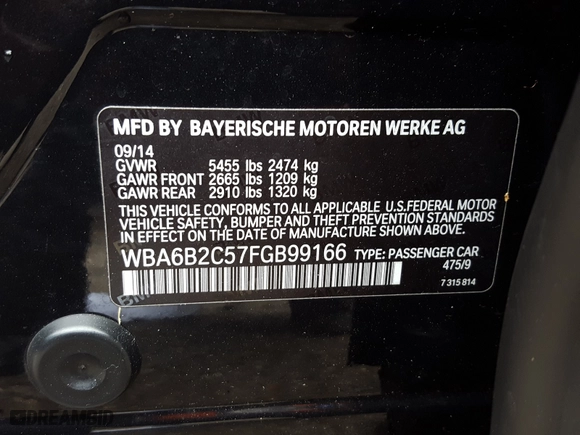 MFD BY BAYERISCHE MOTOREN WERKE AG
09/14
GVWR 5455 lbs 2474 kg
GAWR FRONT 2665 lbs 1209 kg
GAWR REAR 2910 lbs 1320 kg
THIS VEHICLE CONFORMS TO ALL APPLICABLE U.S.FEDERAL MOTOR
VEHICLE SAFETY, BUMPER AND THEFT PREVENTION STANDARDS
IN EFFECT ON THE DATE OF MANUFACTURE SHOWN ABOVE.
WBA6B2C57FGB99166 TYPE: PASSENGER CAR
475/9
7 315 814
DREAMBID